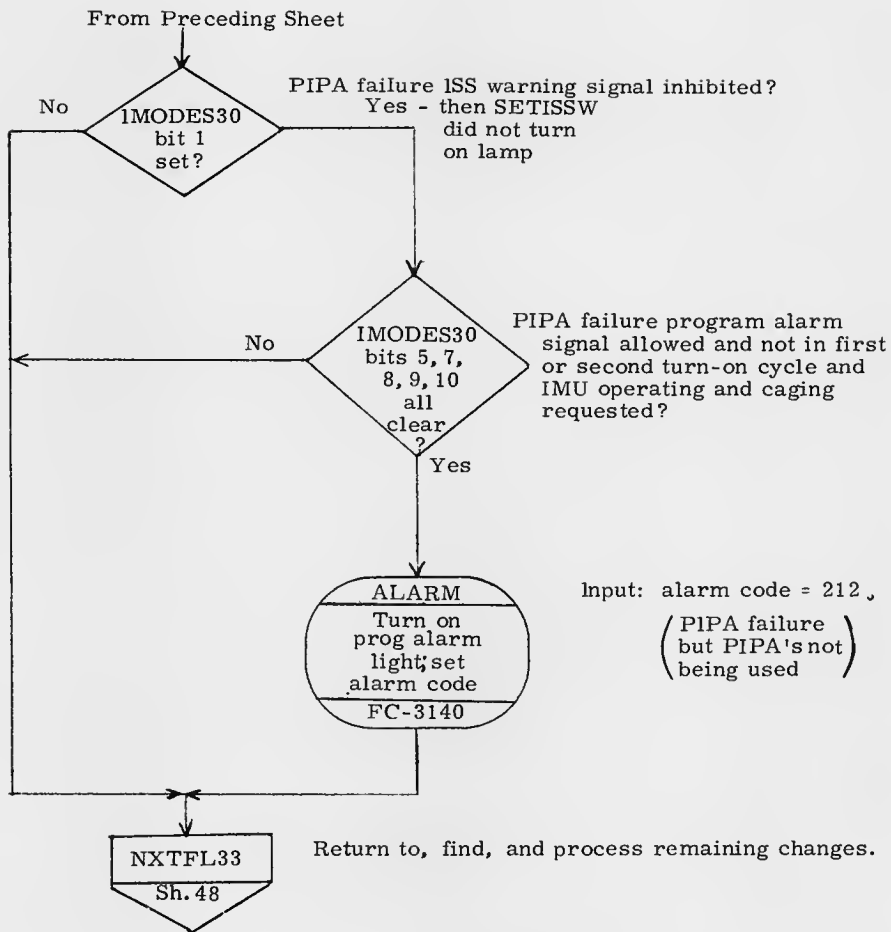 From Preceding Sheet
No
1MODES30
bit 1
set?
PIPA failure 1SS warning signal inhibited?
Yes - then SETISSW
did not turn
on lamp
No
IMODES30
bits 5, 7,
8, 9, 10
all
clear
?
PIPA failure program alarm
signal allowed and not in first
or second turn-on cycle and
IMU operating and caging
requested?
Yes
ALARM
Turn on
prog alarm
light; set
alarm code
FC-3140
Input: alarm code = 212,
(PIPA failure
but PIPA's not
being used)
NXTFL33
Sh. 48
Return to, find, and process remaining changes.